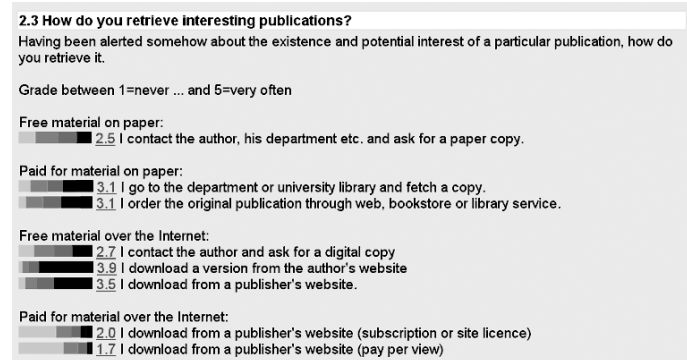 2.3 How do you retrieve interesting publications?
Having been alerted somehow about the existence and potential interest of a particular publication, how do
you retrieve it.
Grade between 1=never ... and 5=very often
Free material on paper:
2.5 I contact the author, his department etc. and ask for a paper copy.
Paid for material on paper:
3.1 I go to the department or university library and fetch a copy.
3.1 I order the original publication through web, bookstore or library service.
Free material over the Internet:
2.7 I contact the author and ask for a digital copy
3.9 I download a version from the author's website
3.5 I download from a publisher's website.
Paid for material over the Internet:
2.0 I download from a publisher's website (subscription or site licence)
1.7 I download from a publisher's website (pay per view)